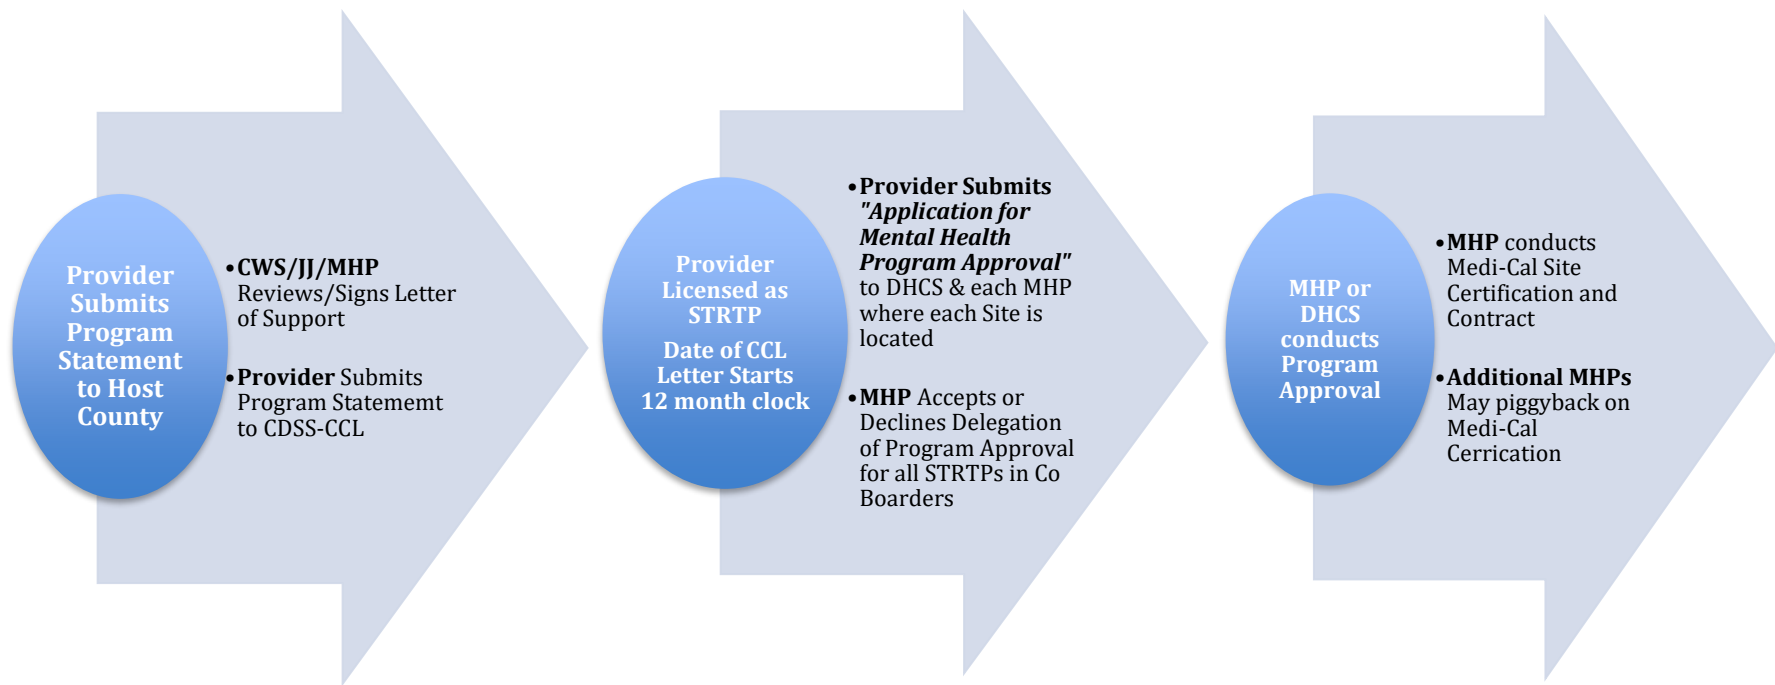 Provider
Submits
Program
Statement
to Host
County
•CWS/JJ/MHP
Reviews/Signs Letter
of Support
•Provider Submits
Program Statememt
to CDSS-CCL
Provider
Licensed as
STRTP
Date of CCL
Letter Starts
12 month clock
•Provider Submits
"Application for
Mental Health
Program Approval"
to DHCS & each MHP
where each Site is
located
•MHP Accepts or
Declines Delegation
of Program Approval
for all STRTPs in Co
Boarders
MHP or
DHCS
conducts
Program
Approval
•MHP conducts
Medi-Cal Site
Certification and
Contract
•Additional MHPs
May piggyback on
Medi-Cal
Cerrication